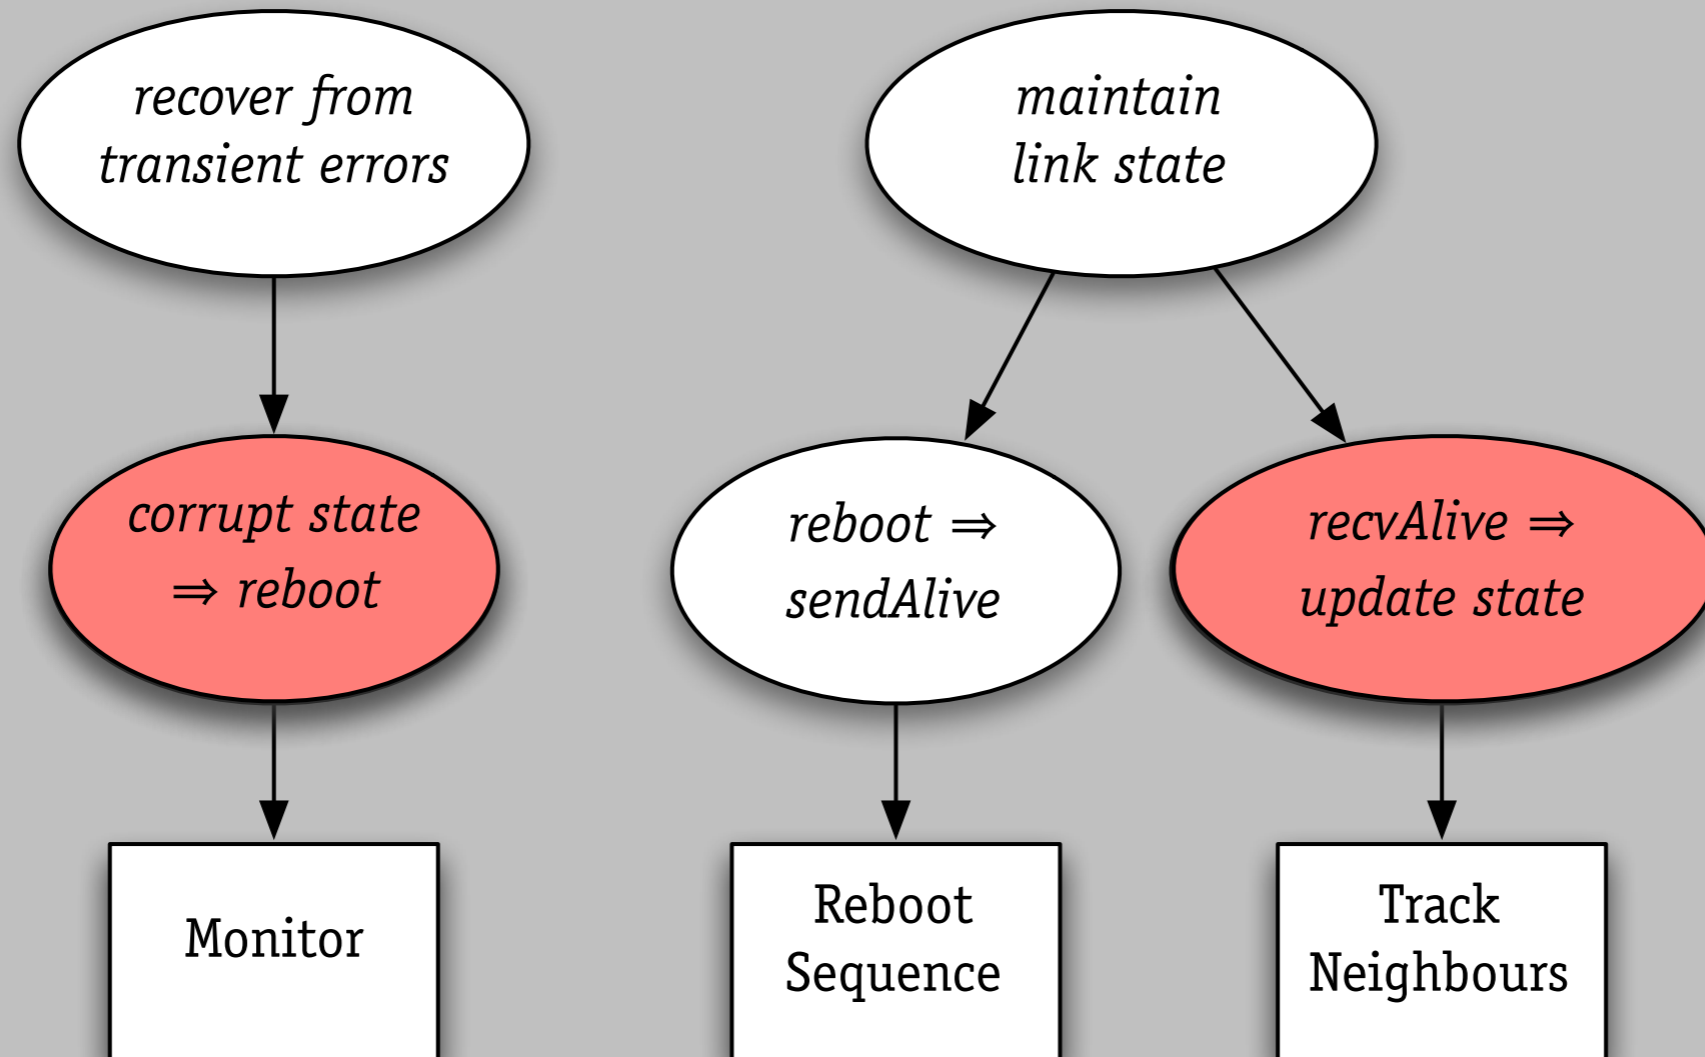 recover from
transient errors
maintain
link state
corrupt state
⇒ reboot
reboot ⇒
sendAlive
recvAlive ⇒
update state
Monitor
Reboot
Sequence
Track
Neighbours